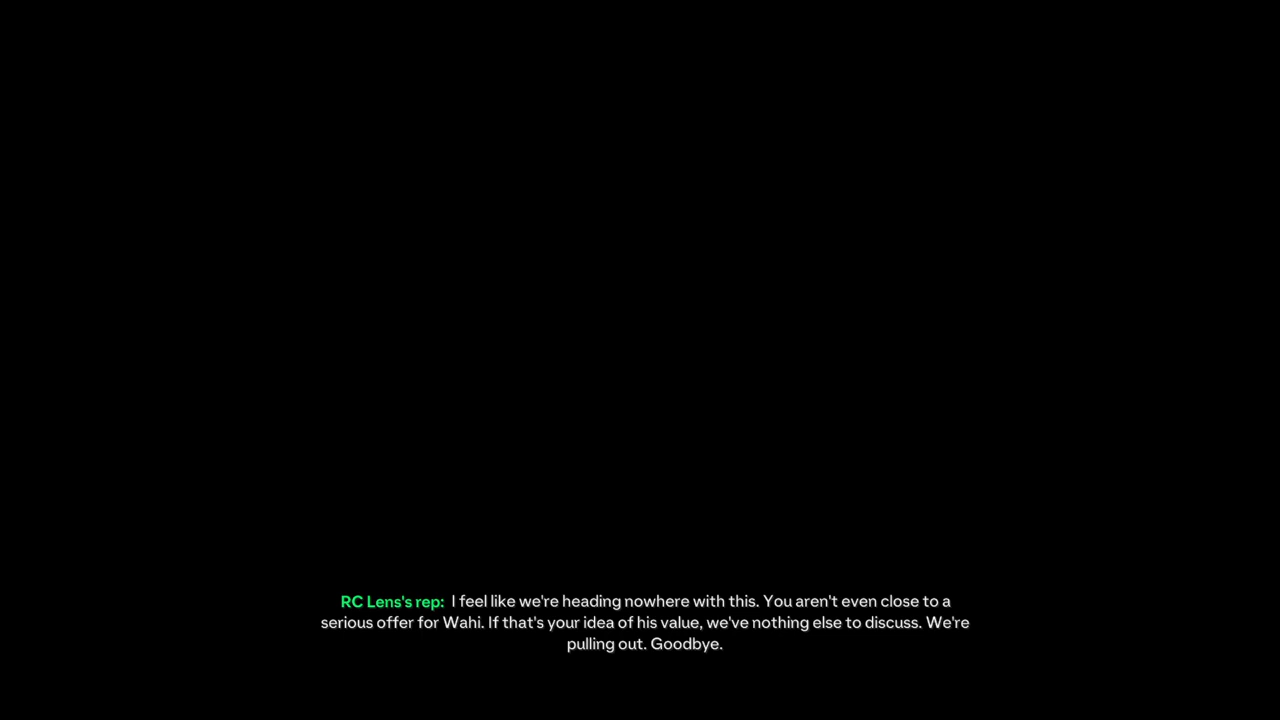 RC Lens's rep: I feel like we're heading nowhere with this. You aren't even close to a
serious offer for Wahi. If that's your idea of his value, we've nothing else to discuss. We're
pulling out. Goodbye.